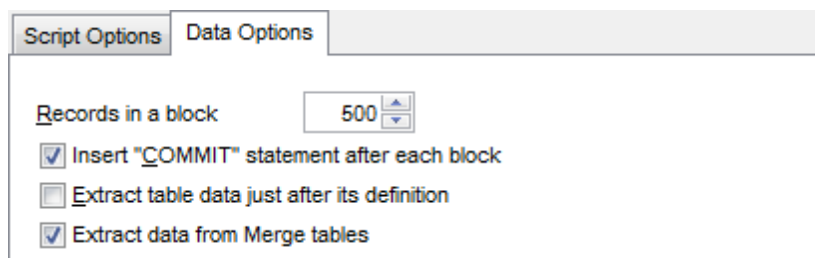 Script Options Data Options
Records in a block 500
Insert "COMMIT" statement after each block
Extract table data just after its definition
Extract data from Merge tables